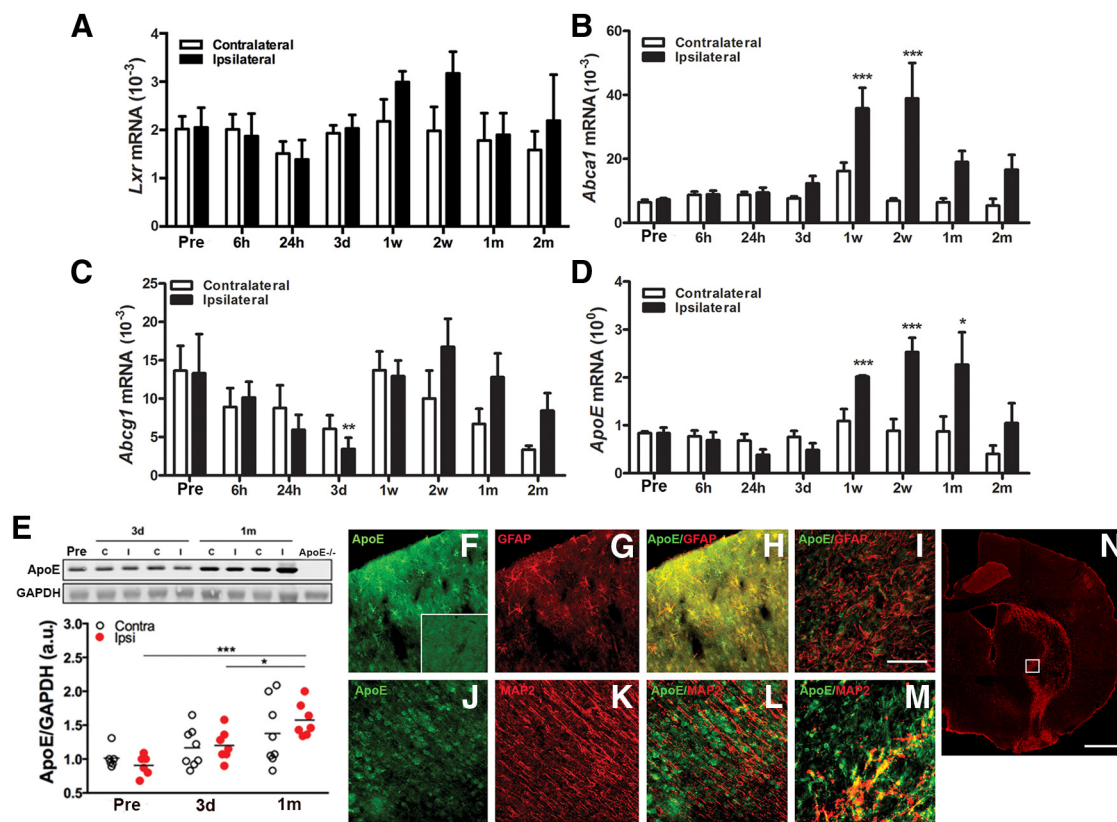 A
Contralateral
Ipsilateral
Lxr mRNA (10⁻³)
4
3
2
1
0
Pre 6h 24h 3d 1w 2w 1m 2m
B
Contralateral
Ipsilateral
Abca1 mRNA (10⁻³)
60
40
20
0
*** ***
Pre 6h 24h 3d 1w 2w 1m 2m
C
Contralateral
Ipsilateral
Abcg1 mRNA (10⁻³)
25
20
15
10
5
0
**
Pre 6h 24h 3d 1w 2w 1m 2m
D
Contralateral
Ipsilateral
ApoE mRNA (10⁰)
4
3
2
1
0
*** *** *
Pre 6h 24h 3d 1w 2w 1m 2m
E
3d 1m
Pre C I C I C I C I ApoE-/-
ApoE
GAPDH
Contra
Ipsi
ApoE/GAPDH (a.u.)
3.0
2.5
2.0
1.5
1.0
0.5
***
*
Pre 3d 1m
ApoE F
GFAP G
ApoE/GFAP H
ApoE/GFAP I
ApoE J
MAP2 K
ApoE/MAP2 L
ApoE/MAP2 M
N